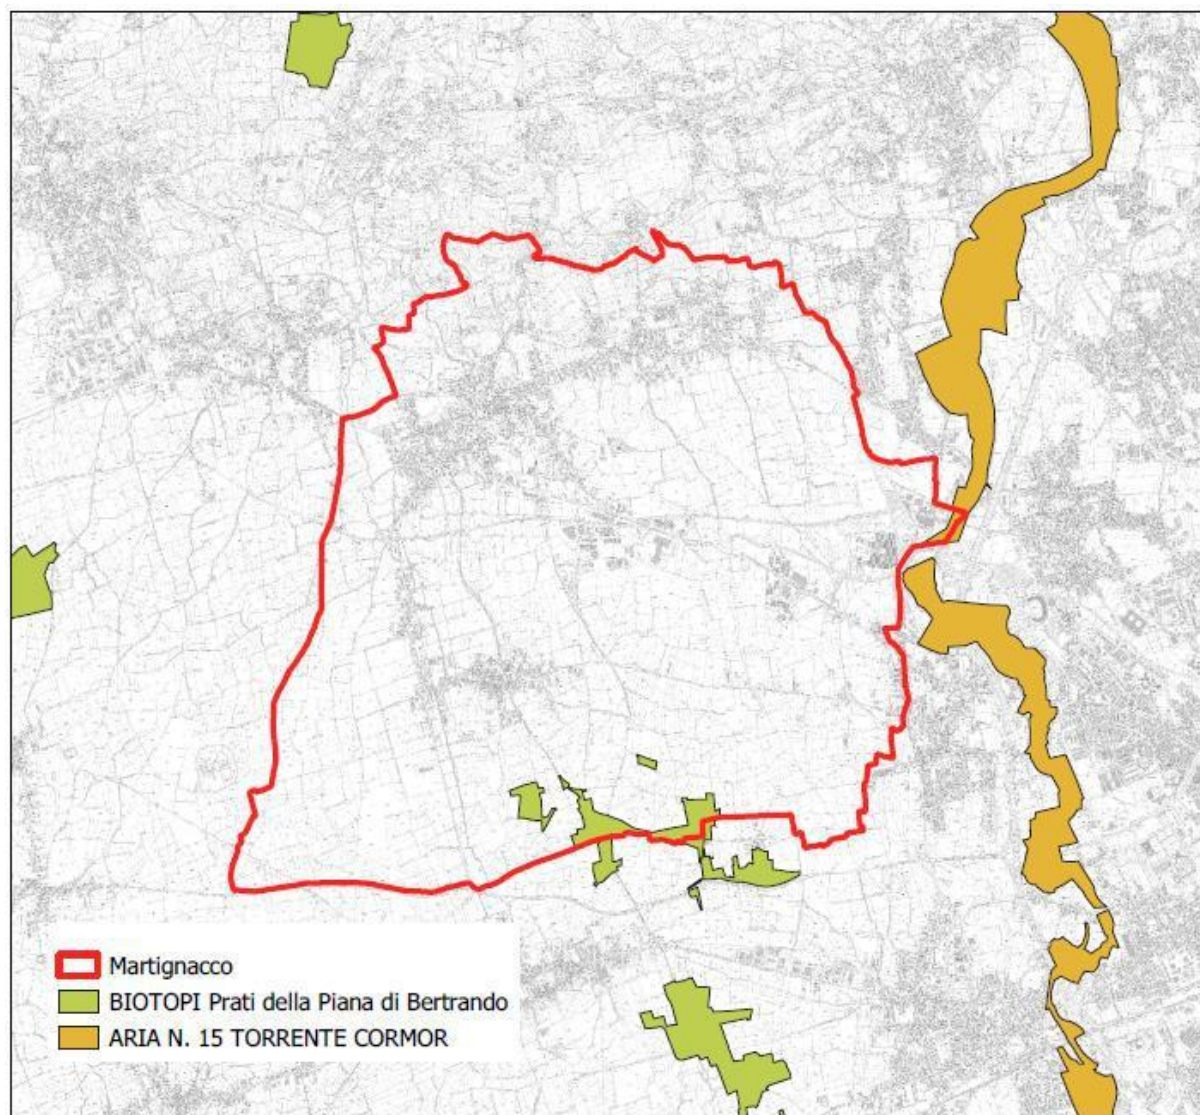 Martignacco
BIOTOPI Prati della Piana di Bertrando
ARIA N. 15 TORRENTE CORMOR